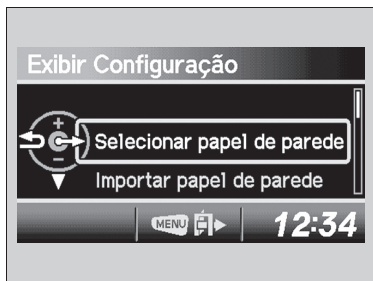 Exibir Configuração
+
Selecionar papel de parede
−
Importar papel de parede
MENU
12:34